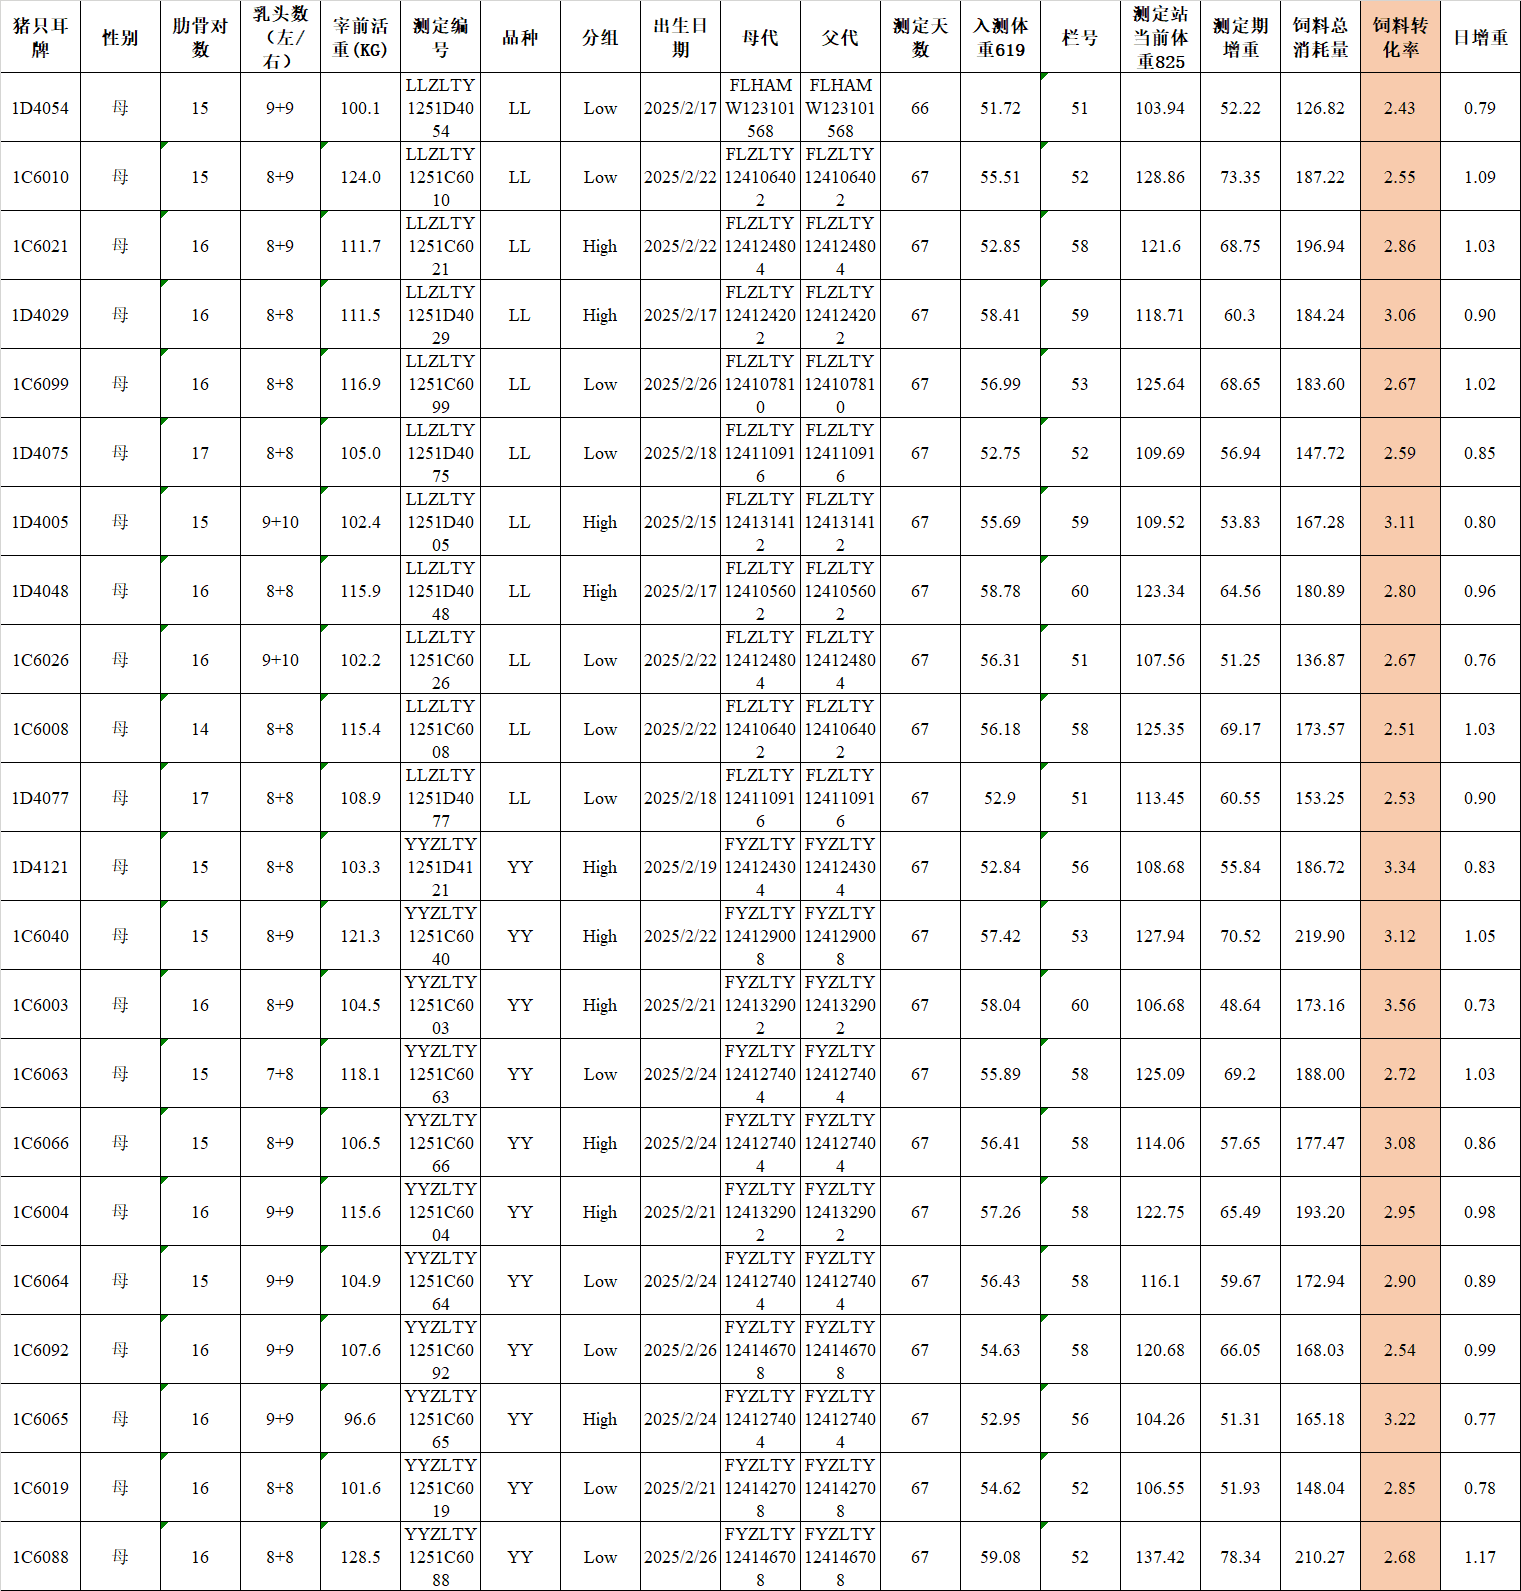 猪只耳牌 性别 肋骨对数 乳头数（左/右） 宰前活重(KG) 测定编号 品种 分组 出生日期 母代 父代 测定天数 入测体重619 栏号 测定站当前体重825 测定期增重 饲料总消耗量 饲料转化率 日增重
1D4054 母 15 9+9 100.1 LLZLTY1251D4054 LL Low 2025/2/17 FLHAMW123101568 FLHAMW123101568 66 51.72 51 103.94 52.22 126.82 2.43 0.79
1C6010 母 15 8+9 124.0 LLZLTY1251C6010 LL Low 2025/2/22 FLZLTY124106402 FLZLTY124106402 67 55.51 52 128.86 73.35 187.22 2.55 1.09
1C6021 母 16 8+9 111.7 LLZLTY1251C6021 LL High 2025/2/22 FLZLTY124124804 FLZLTY124124804 67 52.85 58 121.6 68.75 196.94 2.86 1.03
1D4029 母 16 8+8 111.5 LLZLTY1251D4029 LL High 2025/2/17 FLZLTY124124202 FLZLTY124124202 67 58.41 59 118.71 60.3 184.24 3.06 0.90
1C6099 母 16 8+8 116.9 LLZLTY1251C6099 LL Low 2025/2/26 FLZLTY124107810 FLZLTY124107810 67 56.99 53 125.64 68.65 183.60 2.67 1.02
1D4075 母 17 8+8 105.0 LLZLTY1251D4075 LL Low 2025/2/18 FLZLTY124110916 FLZLTY124110916 67 52.75 52 109.69 56.94 147.72 2.59 0.85
1D4005 母 15 9+10 102.4 LLZLTY1251D4005 LL High 2025/2/15 FLZLTY124131412 FLZLTY124131412 67 55.69 59 109.52 53.83 167.28 3.11 0.80
1D4048 母 16 8+8 115.9 LLZLTY1251D4048 LL High 2025/2/17 FLZLTY124105602 FLZLTY124105602 67 58.78 60 123.34 64.56 180.89 2.80 0.96
1C6026 母 16 9+10 102.2 LLZLTY1251C6026 LL Low 2025/2/22 FLZLTY124124804 FLZLTY124124804 67 56.31 51 107.56 51.25 136.87 2.67 0.76
1C6008 母 14 8+8 115.4 LLZLTY1251C6008 LL Low 2025/2/22 FLZLTY124106402 FLZLTY124106402 67 56.18 58 125.35 69.17 173.57 2.51 1.03
1D4077 母 17 8+8 108.9 LLZLTY1251D4077 LL Low 2025/2/18 FLZLTY124110916 FLZLTY124110916 67 52.9 51 113.45 60.55 153.25 2.53 0.90
1D4121 母 15 8+8 103.3 YYZLTY1251D4121 YY High 2025/2/19 FYZLTY124124304 FYZLTY124124304 67 52.84 56 108.68 55.84 186.72 3.34 0.83
1C6040 母 15 8+9 121.3 YYZLTY1251C6040 YY High 2025/2/22 FYZLTY124129008 FYZLTY124129008 67 57.42 53 127.94 70.52 219.90 3.12 1.05
1C6003 母 16 8+9 104.5 YYZLTY1251C6003 YY High 2025/2/21 FYZLTY124132902 FYZLTY124132902 67 58.04 60 106.68 48.64 173.16 3.56 0.73
1C6063 母 15 7+8 118.1 YYZLTY1251C6063 YY Low 2025/2/24 FYZLTY124127404 FYZLTY124127404 67 55.89 58 125.09 69.2 188.00 2.72 1.03
1C6066 母 15 8+9 106.5 YYZLTY1251C6066 YY High 2025/2/24 FYZLTY124127404 FYZLTY124127404 67 56.41 58 114.06 57.65 177.47 3.08 0.86
1C6004 母 16 9+9 115.6 YYZLTY1251C6004 YY High 2025/2/21 FYZLTY124132902 FYZLTY124132902 67 57.26 58 122.75 65.49 193.20 2.95 0.98
1C6064 母 15 9+9 104.9 YYZLTY1251C6064 YY Low 2025/2/24 FYZLTY124127404 FYZLTY124127404 67 56.43 58 116.1 59.67 172.94 2.90 0.89
1C6092 母 16 9+9 107.6 YYZLTY1251C6092 YY Low 2025/2/26 FYZLTY124146708 FYZLTY124146708 67 54.63 58 120.68 66.05 168.03 2.54 0.99
1C6065 母 16 9+9 96.6 YYZLTY1251C6065 YY High 2025/2/24 FYZLTY124127404 FYZLTY124127404 67 52.95 56 104.26 51.31 165.18 3.22 0.77
1C6019 母 16 8+8 101.6 YYZLTY1251C6019 YY Low 2025/2/21 FYZLTY124142708 FYZLTY124142708 67 54.62 52 106.55 51.93 148.04 2.85 0.78
1C6088 母 16 8+8 128.5 YYZLTY1251C6088 YY Low 2025/2/26 FYZLTY124146708 FYZLTY124146708 67 59.08 52 137.42 78.34 210.27 2.68 1.17